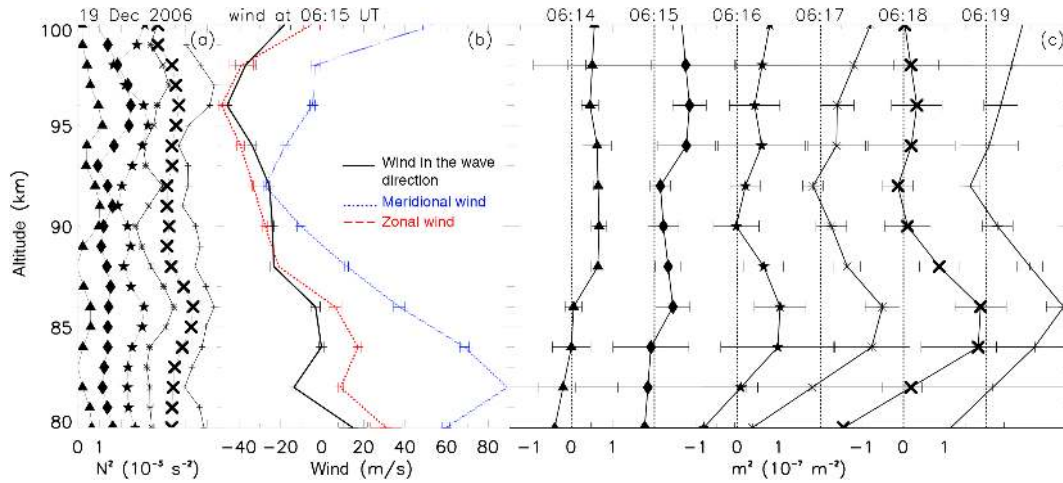 19 Dec 2006 wind at 06:15 UT 06:14 06:15 06:16 06:17 06:18 06:19
(a) (b) (c)
100
95
90
85
80
Altitude (km)
Wind in the wave
direction
Meridional wind
Zonal wind
0 1 −40 −20 0 20 40 60 80 −1 0 −1 0 −1 0 −1 0 1
N² (10⁻⁵ s⁻²) Wind (m/s) m² (10⁻⁷ m⁻²)